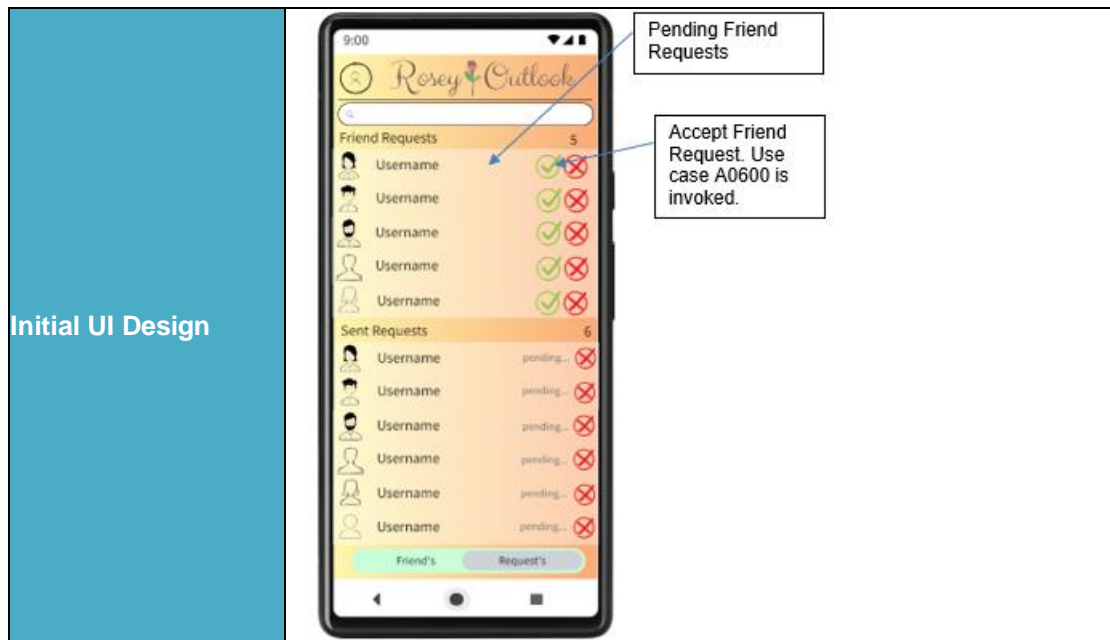 Initial UI Design
9:00
Rosey Outlook
Friend Requests 5
Username
Username
Username
Username
Username
Sent Requests 6
Username pending...
Username pending...
Username pending...
Username pending...
Username pending...
Username pending...
Friend's Request's
Pending Friend
Requests
Accept Friend
Request. Use
case A0600 is
invoked.